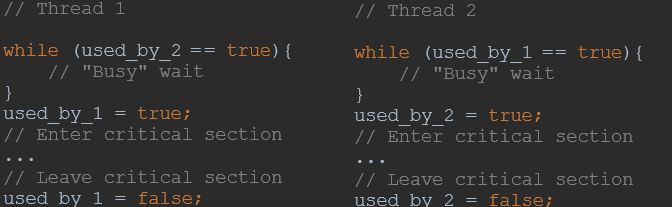 // Thread 1
while (used_by_2 == true){
// "Busy" wait
}
used_by_1 = true;
// Enter critical section
...
// Leave critical section
used_by_1 = false;
// Thread 2
while (used_by_1 == true){
// "Busy" wait
}
used_by_2 = true;
// Enter critical section
...
// Leave critical section
used_by_2 = false;